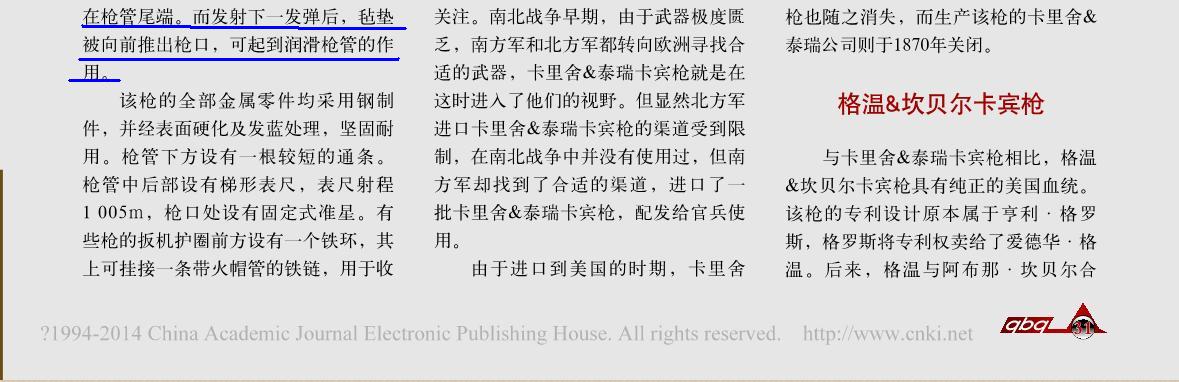 在枪管尾端。而发射下一发弹后，毡垫
被向前推出枪口，可起到润滑枪管的作
用。
该枪的全部金属零件均采用钢制
件，并经表面硬化及发蓝处理，坚固耐
用。枪管下方设有一根较短的通条。
枪管中后部设有梯形表尺，表尺射程
1 005m，枪口处设有固定式准星。有
些枪的扳机护圈前方设有一个铁环，其
上可挂接一条带火帽管的铁链，用于收
关注。南北战争早期，由于武器极度匮
乏，南方军和北方军都转向欧洲寻找合
适的武器，卡里舍&泰瑞卡宾枪就是在
这时进入了他们的视野。但显然北方军
进口卡里舍&泰瑞卡宾枪的渠道受到限
制，在南北战争中并没有使用过，但南
方军却找到了合适的渠道，进口了一
批卡里舍&泰瑞卡宾枪，配发给官兵使
用。
由于进口到美国的时期，卡里舍
枪也随之消失，而生产该枪的卡里舍&
泰瑞公司则于1870年关闭。
格温&坎贝尔卡宾枪
与卡里舍&泰瑞卡宾枪相比，格温
&坎贝尔卡宾枪具有纯正的美国血统。
该枪的专利设计原本属于亨利·格罗
斯，格罗斯将专利权卖给了爱德华·格
温。后来，格温与阿布那·坎贝尔合
?1994-2014 China Academic Journal Electronic Publishing House. All rights reserved. http://www.cnki.net
qbq 31